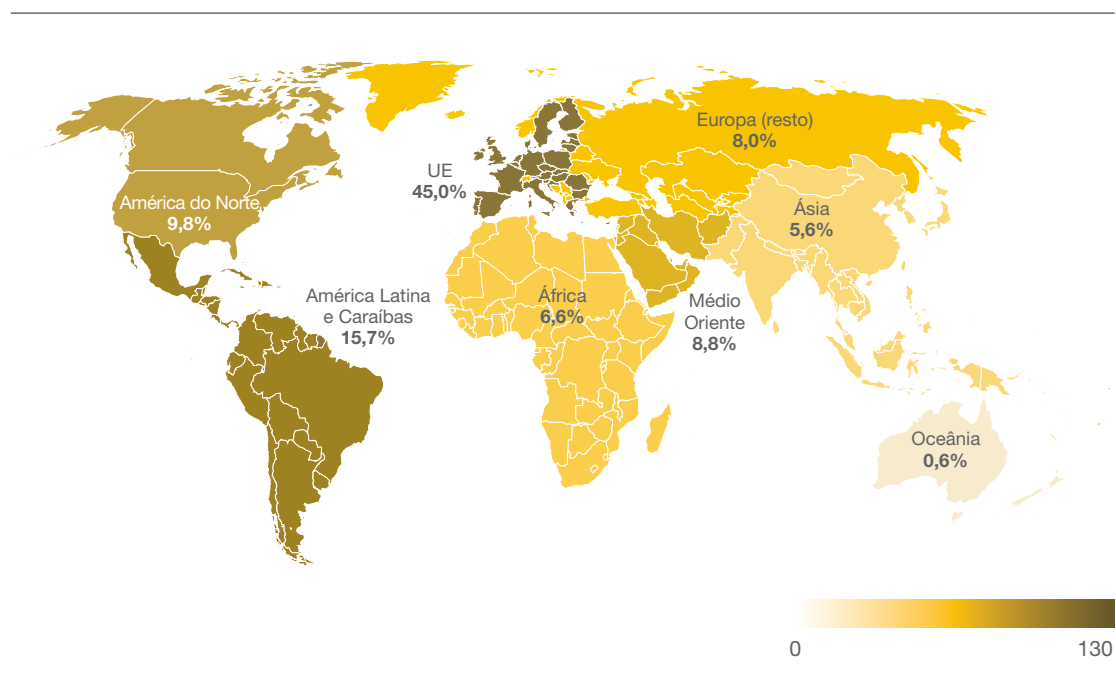 Europa (resto)
8,0%
UE
45,0%
América do Norte
9,8%
Ásia
5,6%
América Latina
e Caraíbas
15,7%
África
6,6%
Médio
Oriente
8,8%
Oceânia
0,6%
0
130